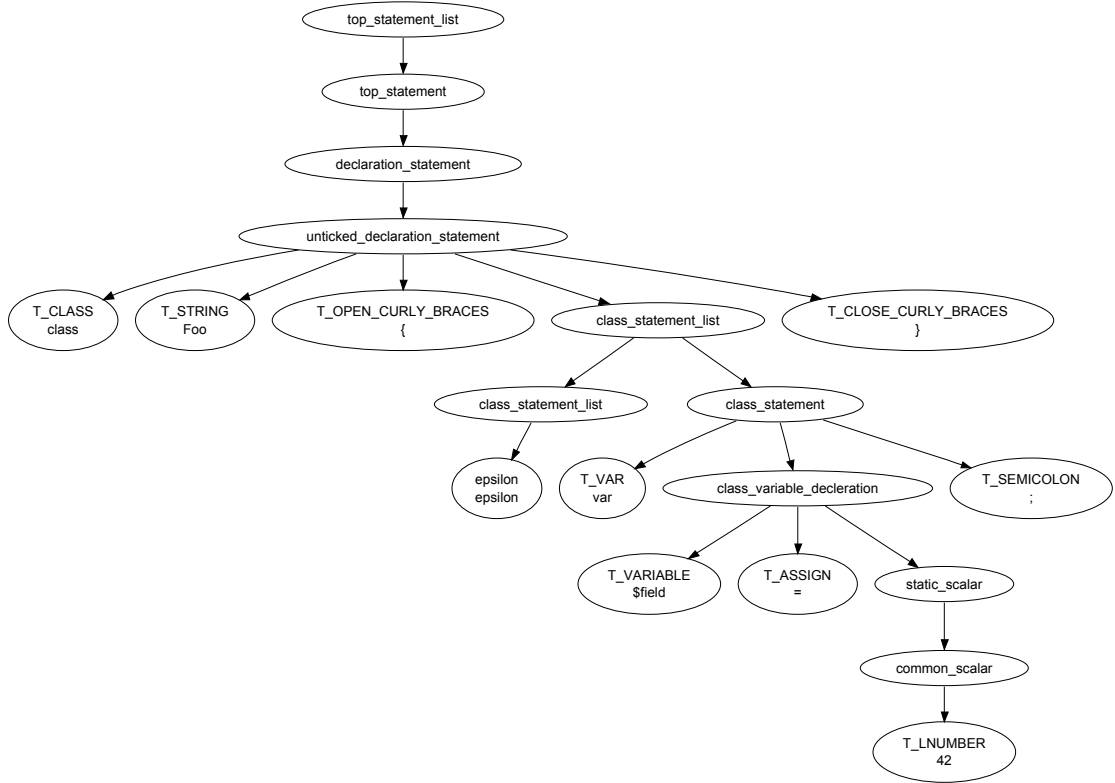 top_statement_list
top_statement
declaration_statement
unticked_declaration_statement
T_CLASS
class
T_STRING
Foo
T_OPEN_CURLY_BRACES
{
class_statement_list
T_CLOSE_CURLY_BRACES
}
class_statement_list
class_statement
epsilon
epsilon
T_VAR
var
class_variable_decleration
T_SEMICOLON
;
T_VARIABLE
$field
T_ASSIGN
=
static_scalar
common_scalar
T_LNUMBER
42